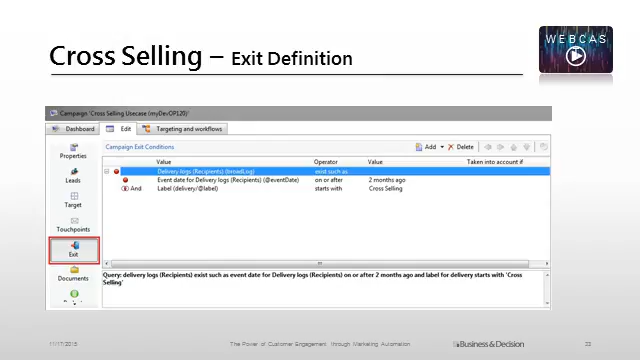 WEBCAS
Cross Selling – Exit Definition
Campaign 'Cross Selling Usecase (myDevOP120)'
Dashboard Edit Targeting and workflows
Properties
Leads
Target
Touchpoints
Exit
Documents
Campaign Exit Conditions Add Delete
Value Operator Value Taken into account if
Delivery logs (Recipients) (broadLog) exist such as
Event date for Delivery logs (Recipients) (@eventDate) on or after 2 months ago
And Label (delivery/@label) starts with Cross Selling
Query: delivery logs (Recipients) exist such as event date for Delivery logs (Recipients) on or after 2 months ago and label for delivery starts with 'Cross
Selling'
11/17/2015 The Power of Customer Engagement through Marketing Automation Business & Decision